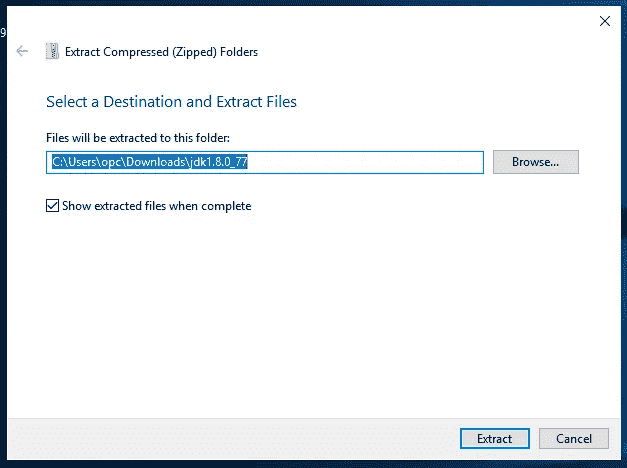 9
Extract Compressed (Zipped) Folders
Select a Destination and Extract Files
Files will be extracted to this folder:
C:\Users\opc\Downloads\jdk1.8.0_77
Browse...
Show extracted files when complete
Extract
Cancel